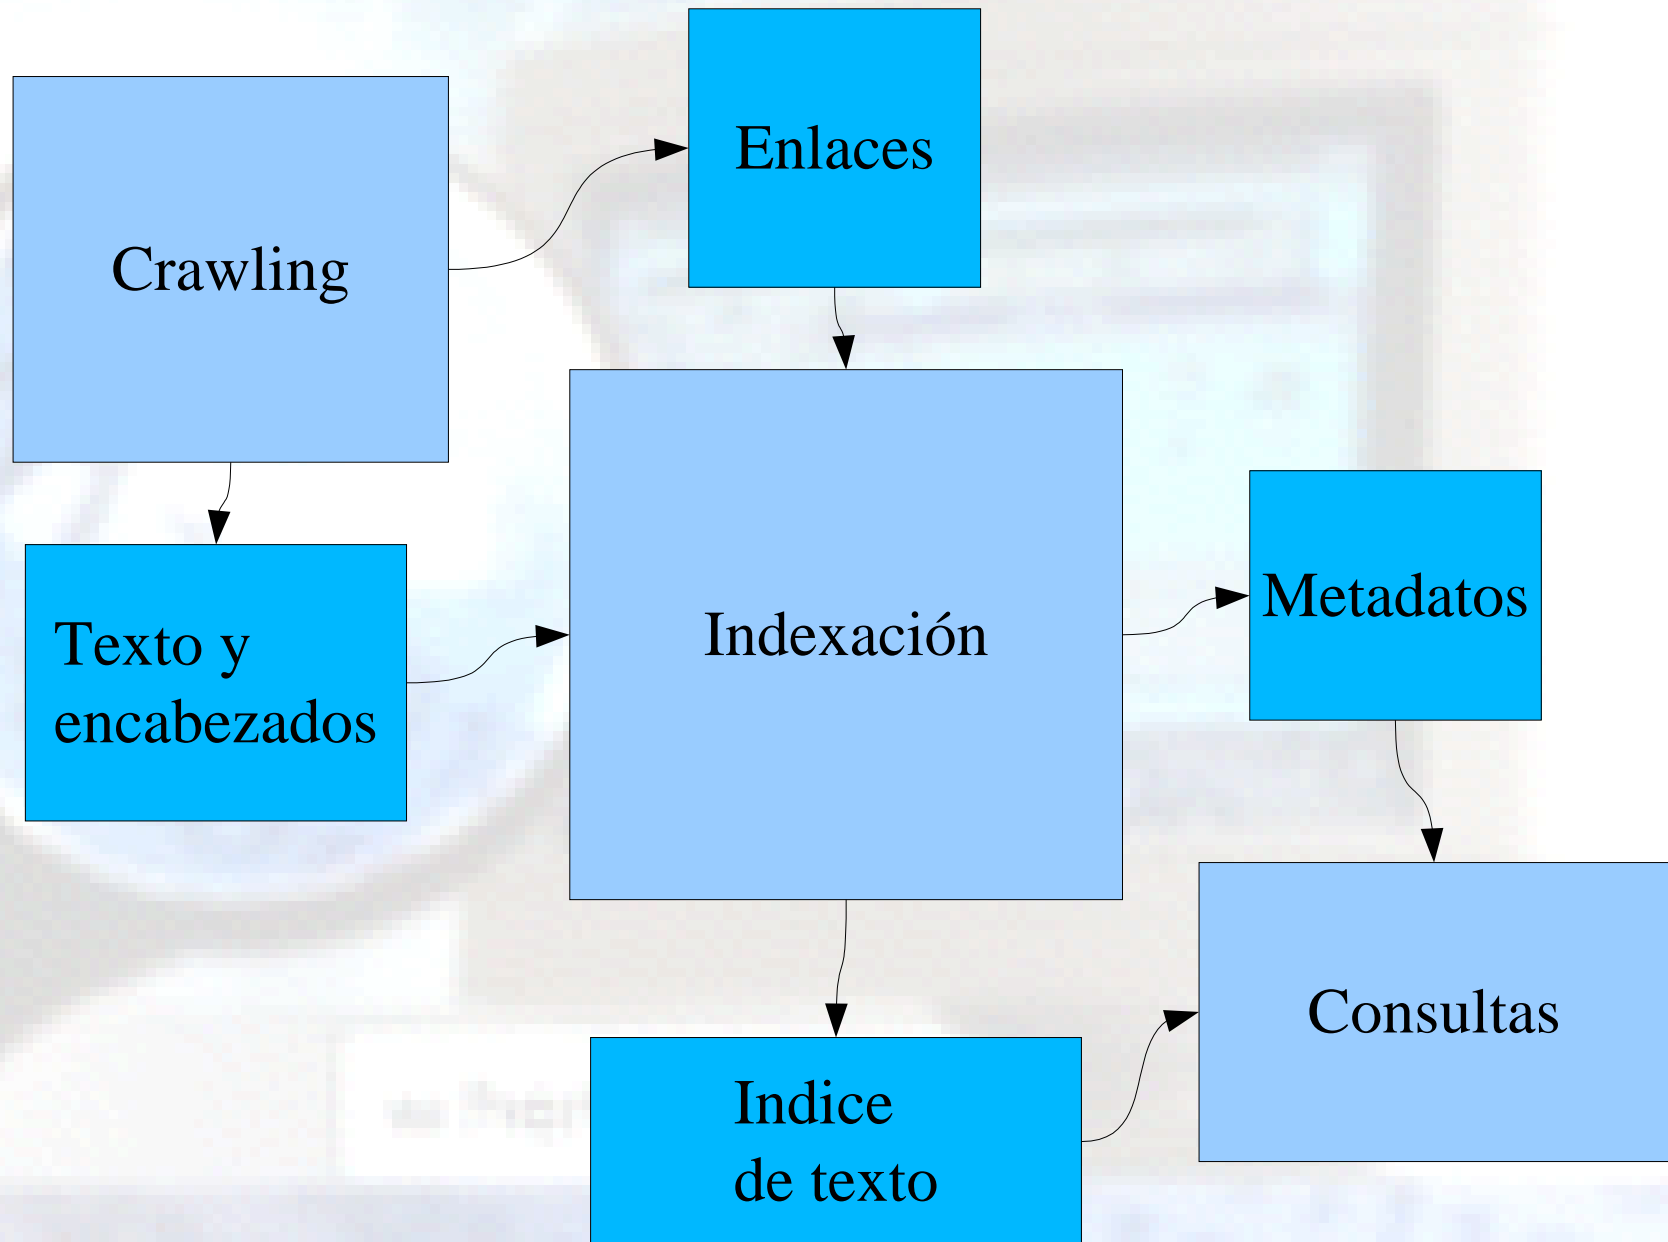 Enlaces
Crawling
Texto y
encabezados
Indexación
Metadatos
Consultas
Indice
de texto